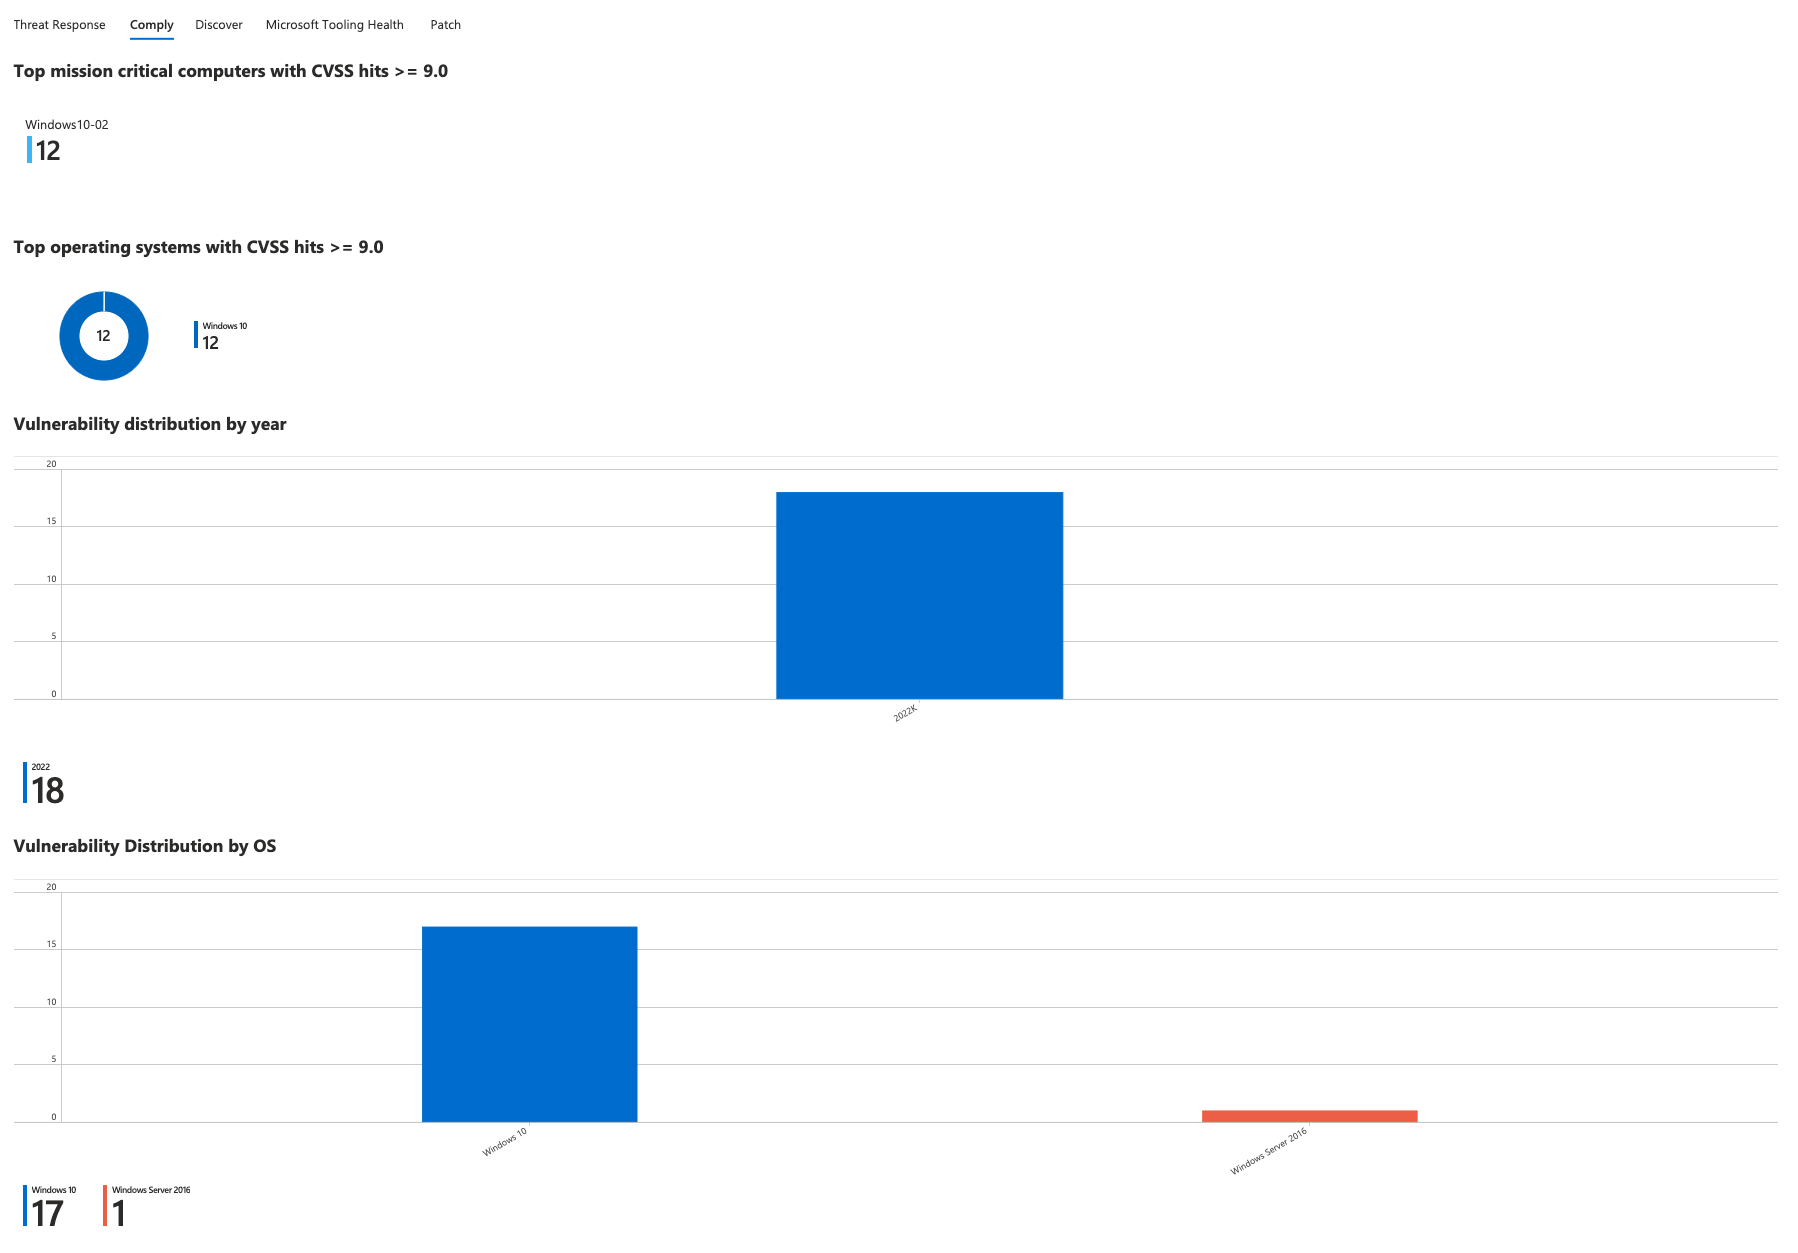 Threat Response Comply Discover Microsoft Tooling Health Patch
Top mission critical computers with CVSS hits >= 9.0
Windows10-02
12
Top operating systems with CVSS hits >= 9.0
12
Windows 10
12
Vulnerability distribution by year
20
15
10
5
0
2022K
2022
18
Vulnerability Distribution by OS
20
15
10
5
0
Windows 10 Windows Server 2016
Windows 10 Windows Server 2016
17 1